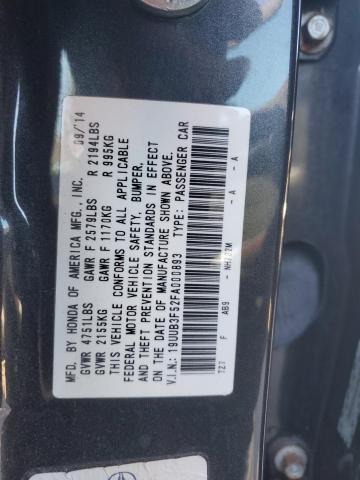 MFD. BY HONDA OF AMERICA MFG., INC. 09/'14
GVWR 4751LBS GAWR F 2579LBS R 2194LBS
GVWR 2155KG GAWR F 1170KG R 995KG
THIS VEHICLE CONFORMS TO ALL APPLICABLE
FEDERAL MOTOR VEHICLE SAFETY, BUMPER,
AND THEFT PREVENTION STANDARDS IN EFFECT
ON THE DATE OF MANUFACTURE SHOWN ABOVE.
V.I.N.: 19UUB3F52FA000893 TYPE: PASSENGER CAR
TZ7 F AB9 - NH737M - A - A